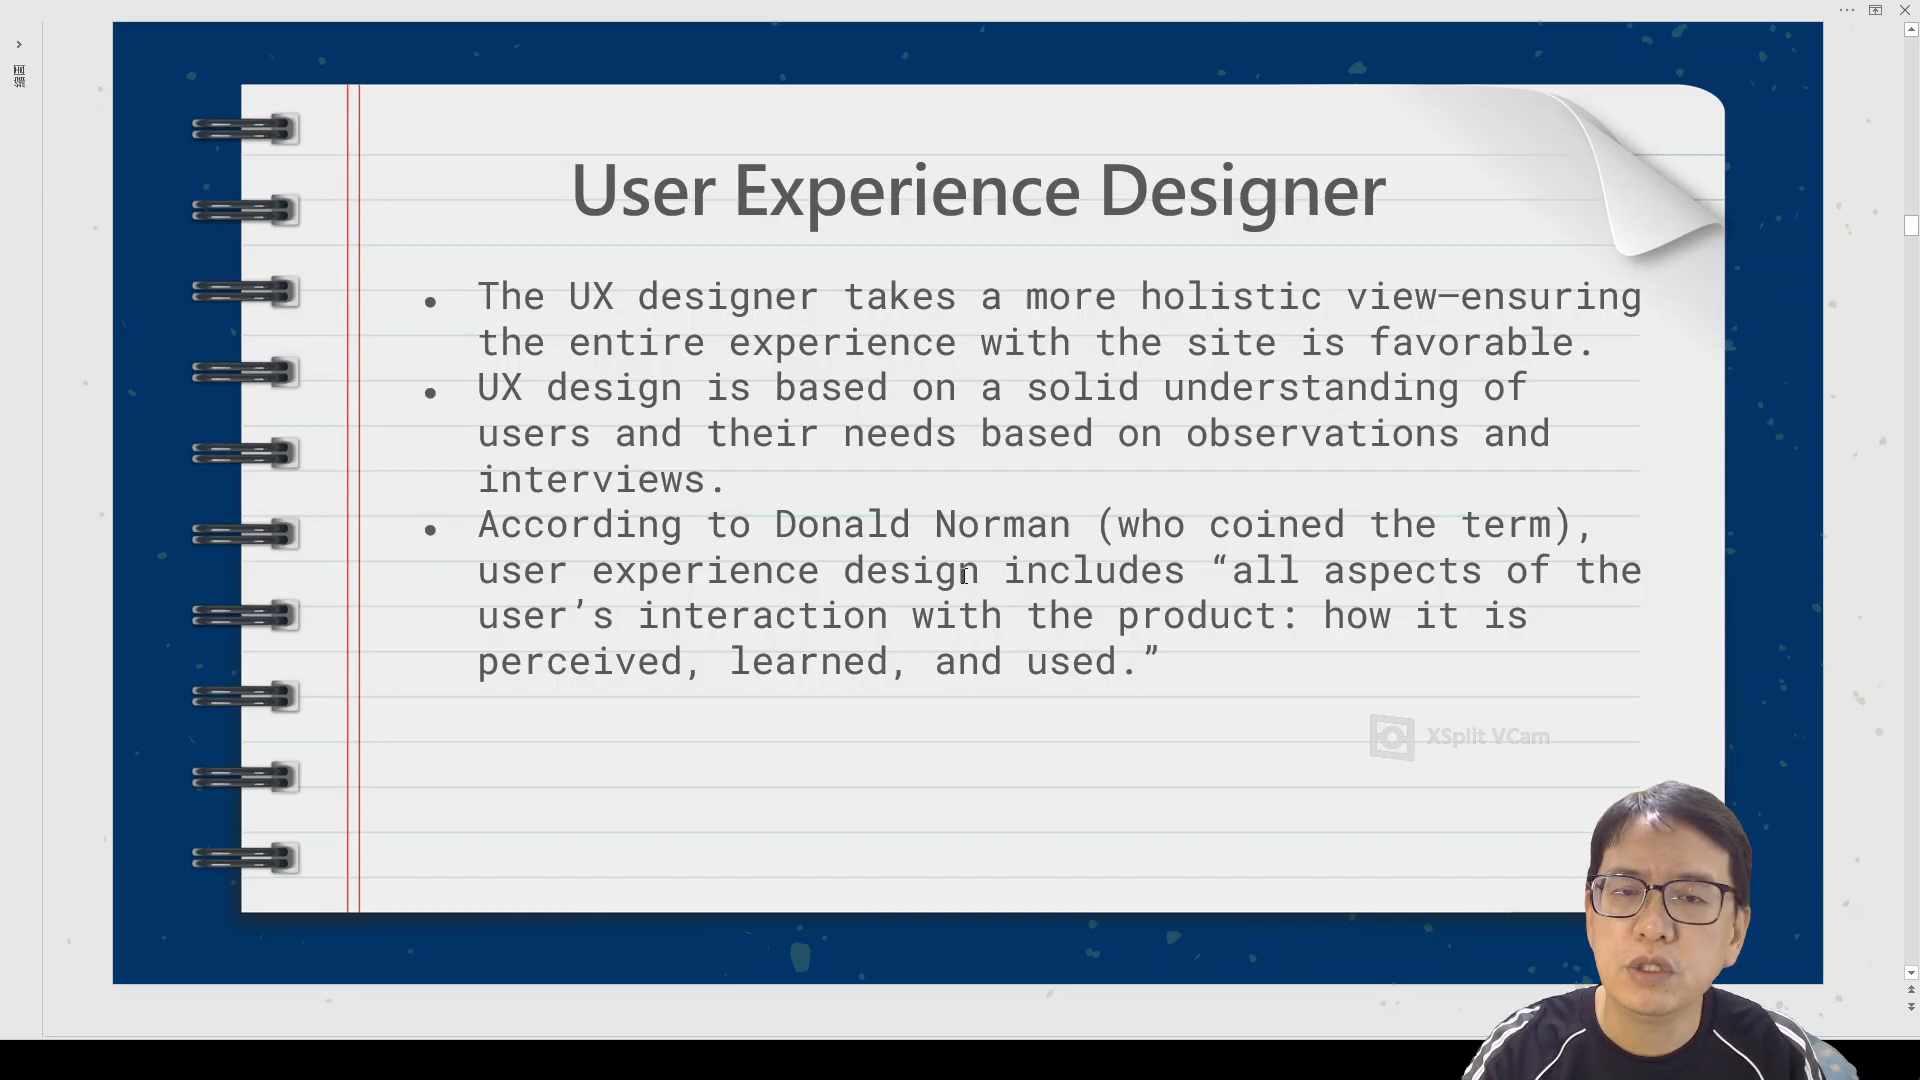 User Experience Designer
• The UX designer takes a more holistic view—ensuring
the entire experience with the site is favorable.
• UX design is based on a solid understanding of
users and their needs based on observations and
interviews.
• According to Donald Norman (who coined the term),
user experience design includes “all aspects of the
user’s interaction with the product: how it is
perceived, learned, and used.”
XSplit VCam